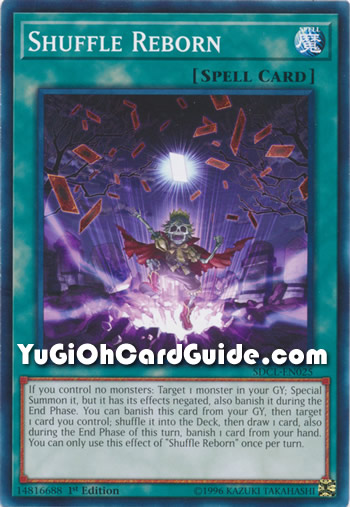 SHUFFLE REBORN
SPELL
魔
[SPELL CARD]
YuGiOhCardGuide.com
SDCL-EN025
If you control no monsters: Target 1 monster in your GY; Special
Summon it, but it has its effects negated, also banish it during the
End Phase. You can banish this card from your GY, then target
1 card you control; shuffle it into the Deck, then draw 1 card, also
during the End Phase of this turn, banish 1 card from your hand.
You can only use this effect of "Shuffle Reborn" once per turn.
14816688 1st Edition ©1996 KAZUKI TAKAHASHI